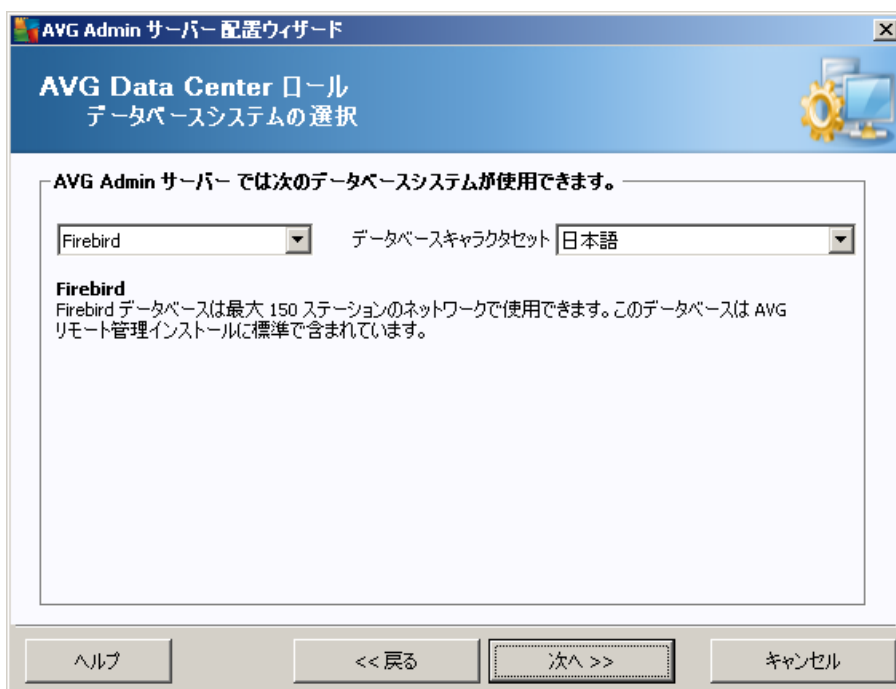 AVG Admin サーバー 配置ウィザード
AVG Data Center ロール
データベースシステムの選択
AVG Admin サーバー では次のデータベースシステムが使用できます。
Firebird データベースキャラクタセット 日本語
Firebird
Firebird データベースは最大 150 ステーションのネットワークで使用できます。このデータベースは AVG
リモート管理インストールに標準で含まれています。
ヘルプ << 戻る 次へ >> キャンセル